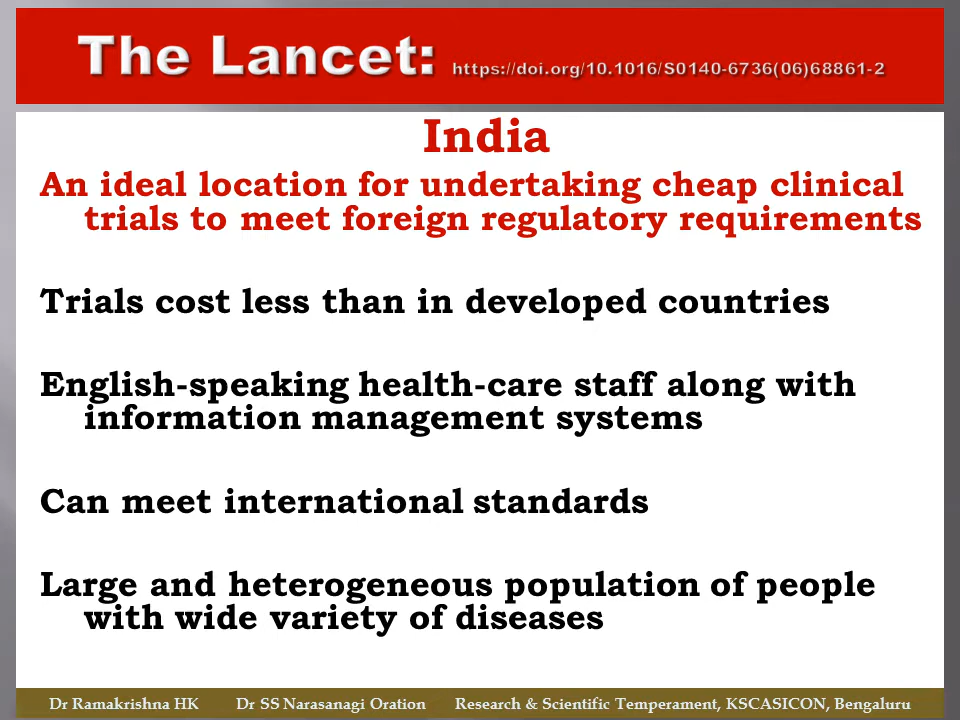 The Lancet: https://doi.org/10.1016/S0140-6736(06)68861-2
India
An ideal location for undertaking cheap clinical
trials to meet foreign regulatory requirements
Trials cost less than in developed countries
English-speaking health-care staff along with
information management systems
Can meet international standards
Large and heterogeneous population of people
with wide variety of diseases
Dr Ramakrishna HK Dr SS Narasanagi Oration Research & Scientific Temperament, KSCASICON, Bengaluru